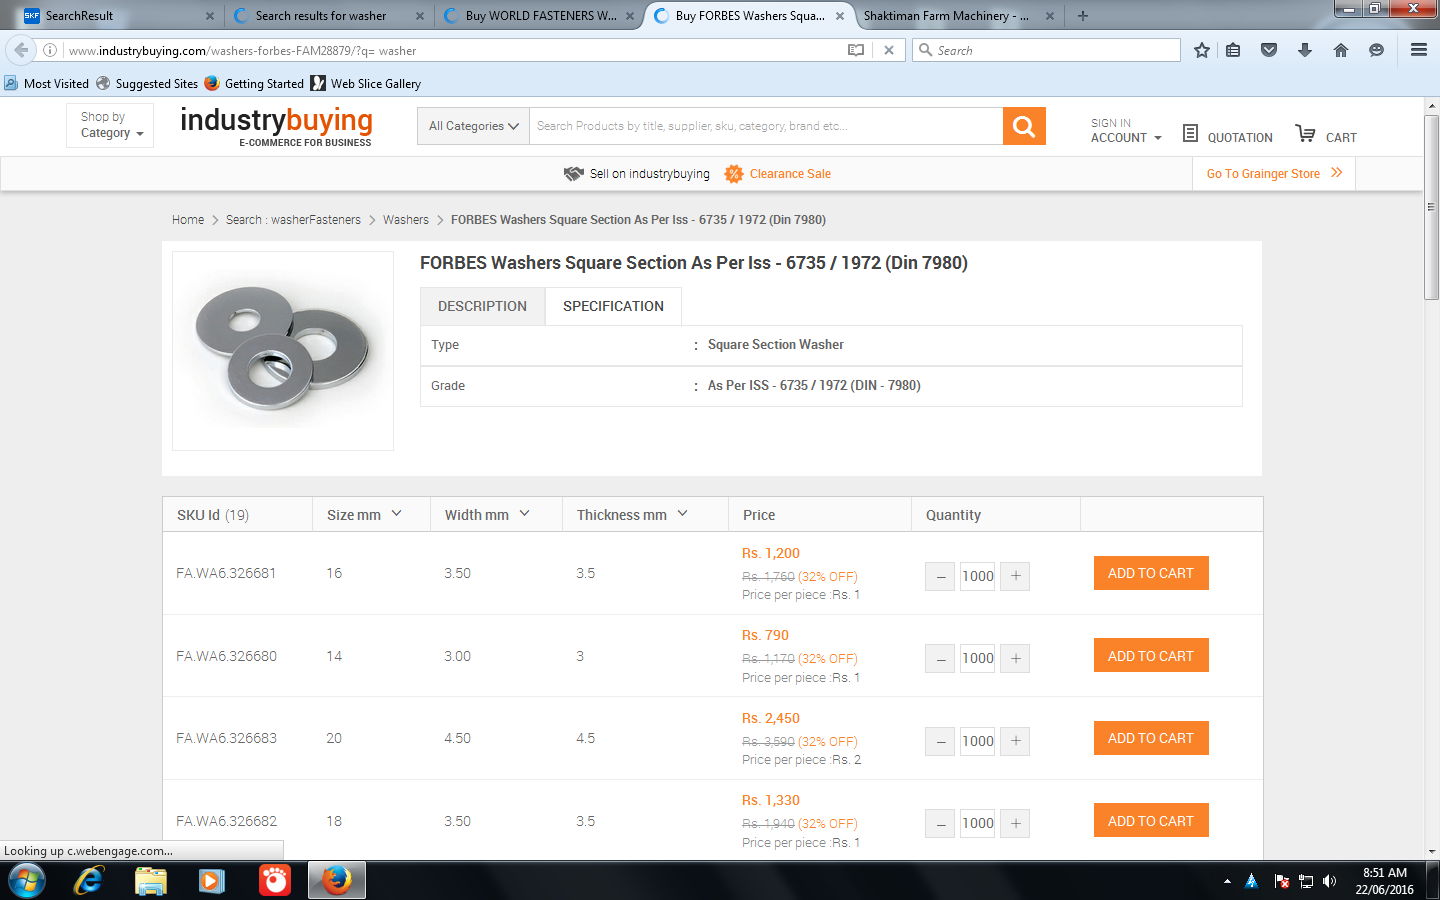 SKF SearchResult
Search results for washer
Buy WORLD FASTENERS W...
Buy FORBES Washers Squa...
Shaktiman Farm Machinery - ...
www.industrybuying.com/washers-forbes-FAM28879/?q= washer
Search
Most Visited
Suggested Sites
Getting Started
Web Slice Gallery
Shop by
Category
industrybuying
E-COMMERCE FOR BUSINESS
All Categories
Search Products by title, supplier, sku, category, brand etc...
SIGN IN
ACCOUNT
QUOTATION
CART
Sell on industrybuying
Clearance Sale
Go To Grainger Store
Home > Search : washerFasteners > Washers > FORBES Washers Square Section As Per Iss - 6735 / 1972 (Din 7980)
FORBES Washers Square Section As Per Iss - 6735 / 1972 (Din 7980)
DESCRIPTION SPECIFICATION
Type : Square Section Washer
Grade : As Per ISS - 6735 / 1972 (DIN - 7980)
SKU Id (19) Size mm Width mm Thickness mm Price Quantity
Rs. 1,200
FA.WA6.326681 16 3.50 3.5 Rs. 1,760 (32% OFF) – 1000 + ADD TO CART
Price per piece :Rs. 1
Rs. 790
FA.WA6.326680 14 3.00 3 Rs. 1,170 (32% OFF) – 1000 + ADD TO CART
Price per piece :Rs. 1
Rs. 2,450
FA.WA6.326683 20 4.50 4.5 Rs. 3,590 (32% OFF) – 1000 + ADD TO CART
Price per piece :Rs. 2
Rs. 1,330
FA.WA6.326682 18 3.50 3.5 Rs. 1,940 (32% OFF) – 1000 + ADD TO CART
Price per piece :Rs. 1
Looking up c.webengage.com...
8:51 AM
22/06/2016